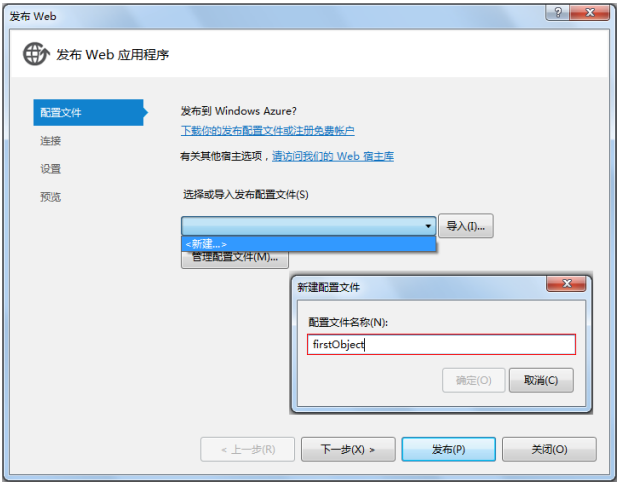 发布 Web
发布 Web 应用程序
配置文件
连接
设置
预览
发布到 Windows Azure?
下载你的发布配置文件或注册免费帐户
有关其他宿主选项，请访问我们的 Web 宿主库
选择或导入发布配置文件(S)
导入(I)...
<新建...>
管理配置文件(M)...
新建配置文件
配置文件名称(N):
firstObject
确定(O)
取消(C)
< 上一步(R)
下一步(X) >
发布(P)
关闭(O)